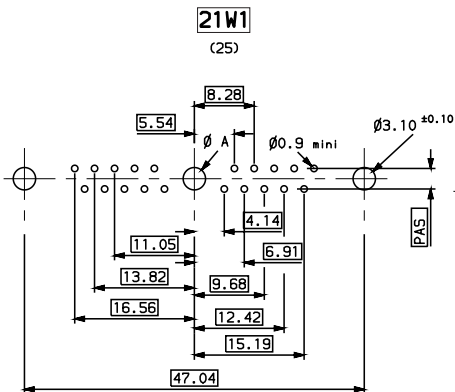 21W1
(25)
8.28
5.54
Ø A
Ø0.9 mini
Ø3.10 ±0.10
PAS
4.14
11.05
6.91
13.82
9.68
16.56
12.42
15.19
47.04